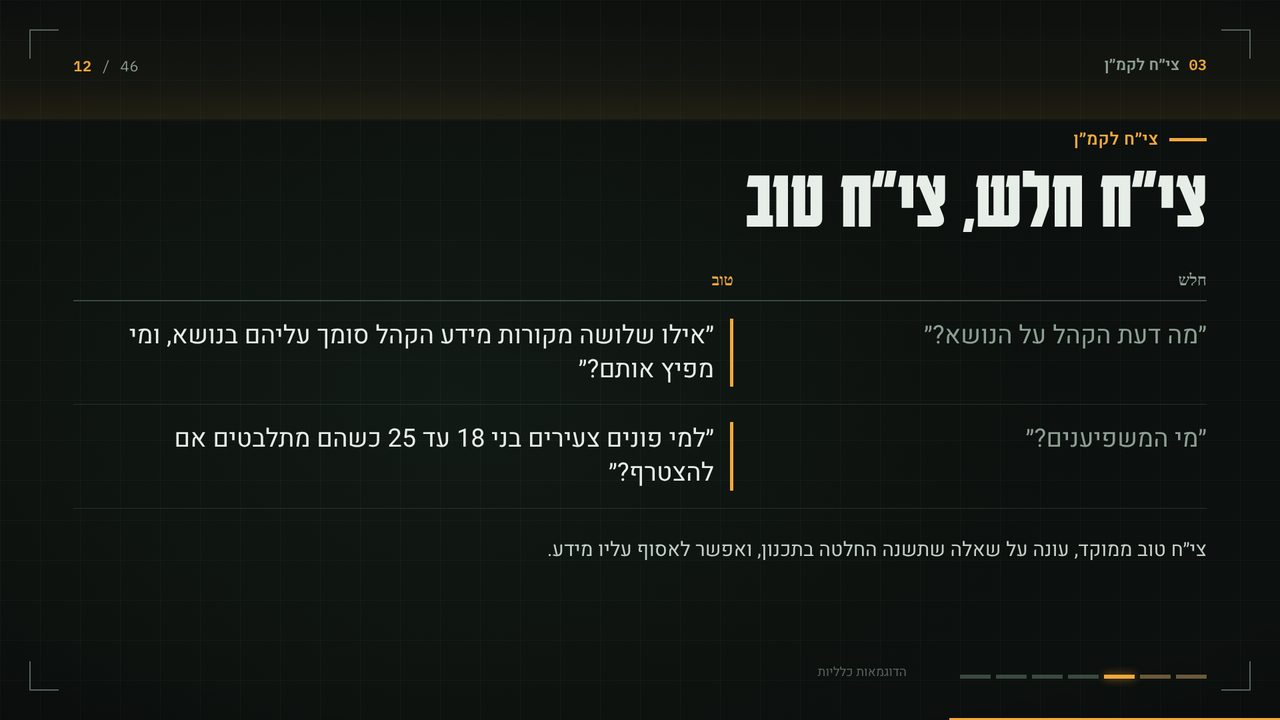 03 צי״ח לקמ״ן
12 / 46
צי״ח לקמ״ן
צי״ח חלש, צי״ח טוב
חלש
טוב
״מה דעת הקהל על הנושא?״
״אילו שלושה מקורות מידע הקהל סומך עליהם בנושא, ומי
מפיץ אותם?״
״מי המשפיענים?״
״למי פונים צעירים בני 18 עד 25 כשהם מתלבטים אם
להצטרף?״
צי״ח טוב ממוקד, עונה על שאלה שתשנה החלטה בתכנון, ואפשר לאסוף עליו מידע.
הדוגמאות כלליות